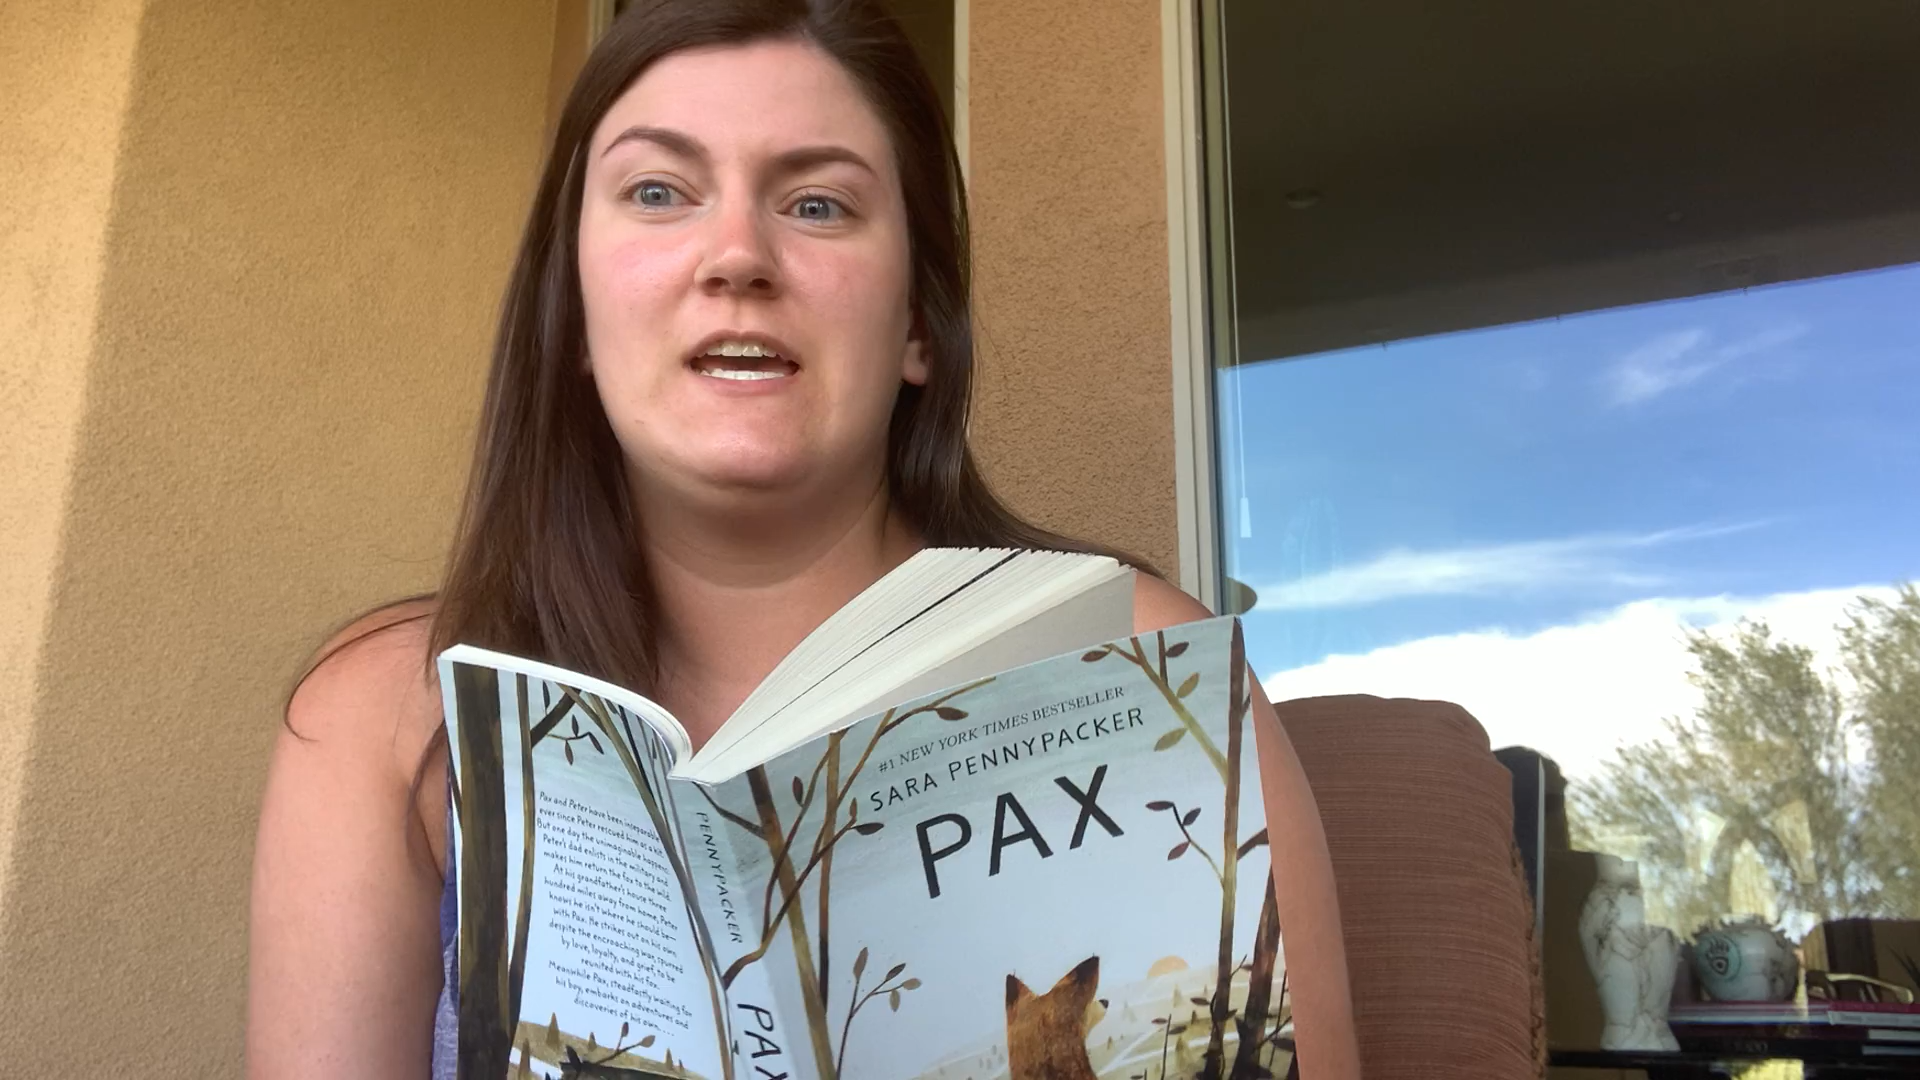 Pax and Peter have been inseparable
ever since Peter rescued him as a kit.
But one day the unimaginable happens:
Peter's dad enlists in the military and
makes him return the fox to the wild.
At his grandfather's house three
hundred miles away from home, Peter
knows he isn't where he should be—
with Pax. He strikes out on his own
despite the encroaching war, spurred
by love, loyalty, and grief, to be
reunited with his fox.
Meanwhile Pax, steadfastly waiting for
his boy, embarks on adventures and
discoveries of his own. . . .
PENNYPACKER
PAX
#1 NEW YORK TIMES BESTSELLER
SARA PENNYPACKER
PAX